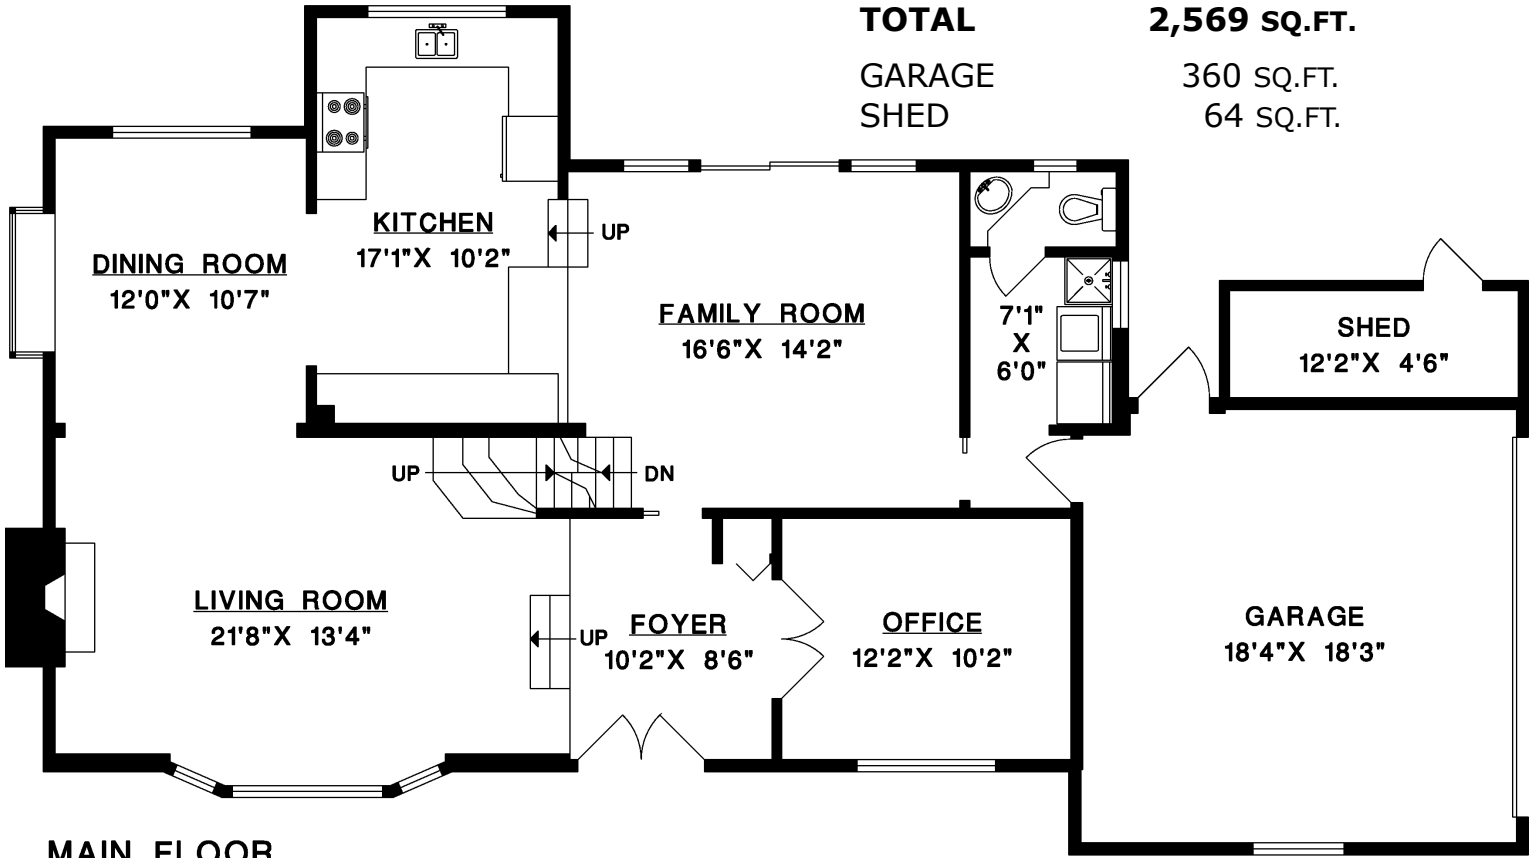 TOTAL 2,569 SQ.FT.
GARAGE 360 SQ.FT.
SHED 64 SQ.FT.
KITCHEN
17'1"X 10'2"
UP
DINING ROOM
12'0"X 10'7"
FAMILY ROOM
16'6"X 14'2"
7'1"
X
6'0"
SHED
12'2"X 4'6"
UP
DN
LIVING ROOM
21'8"X 13'4"
UP
FOYER
10'2"X 8'6"
OFFICE
12'2"X 10'2"
GARAGE
18'4"X 18'3"
MAIN FLOOR